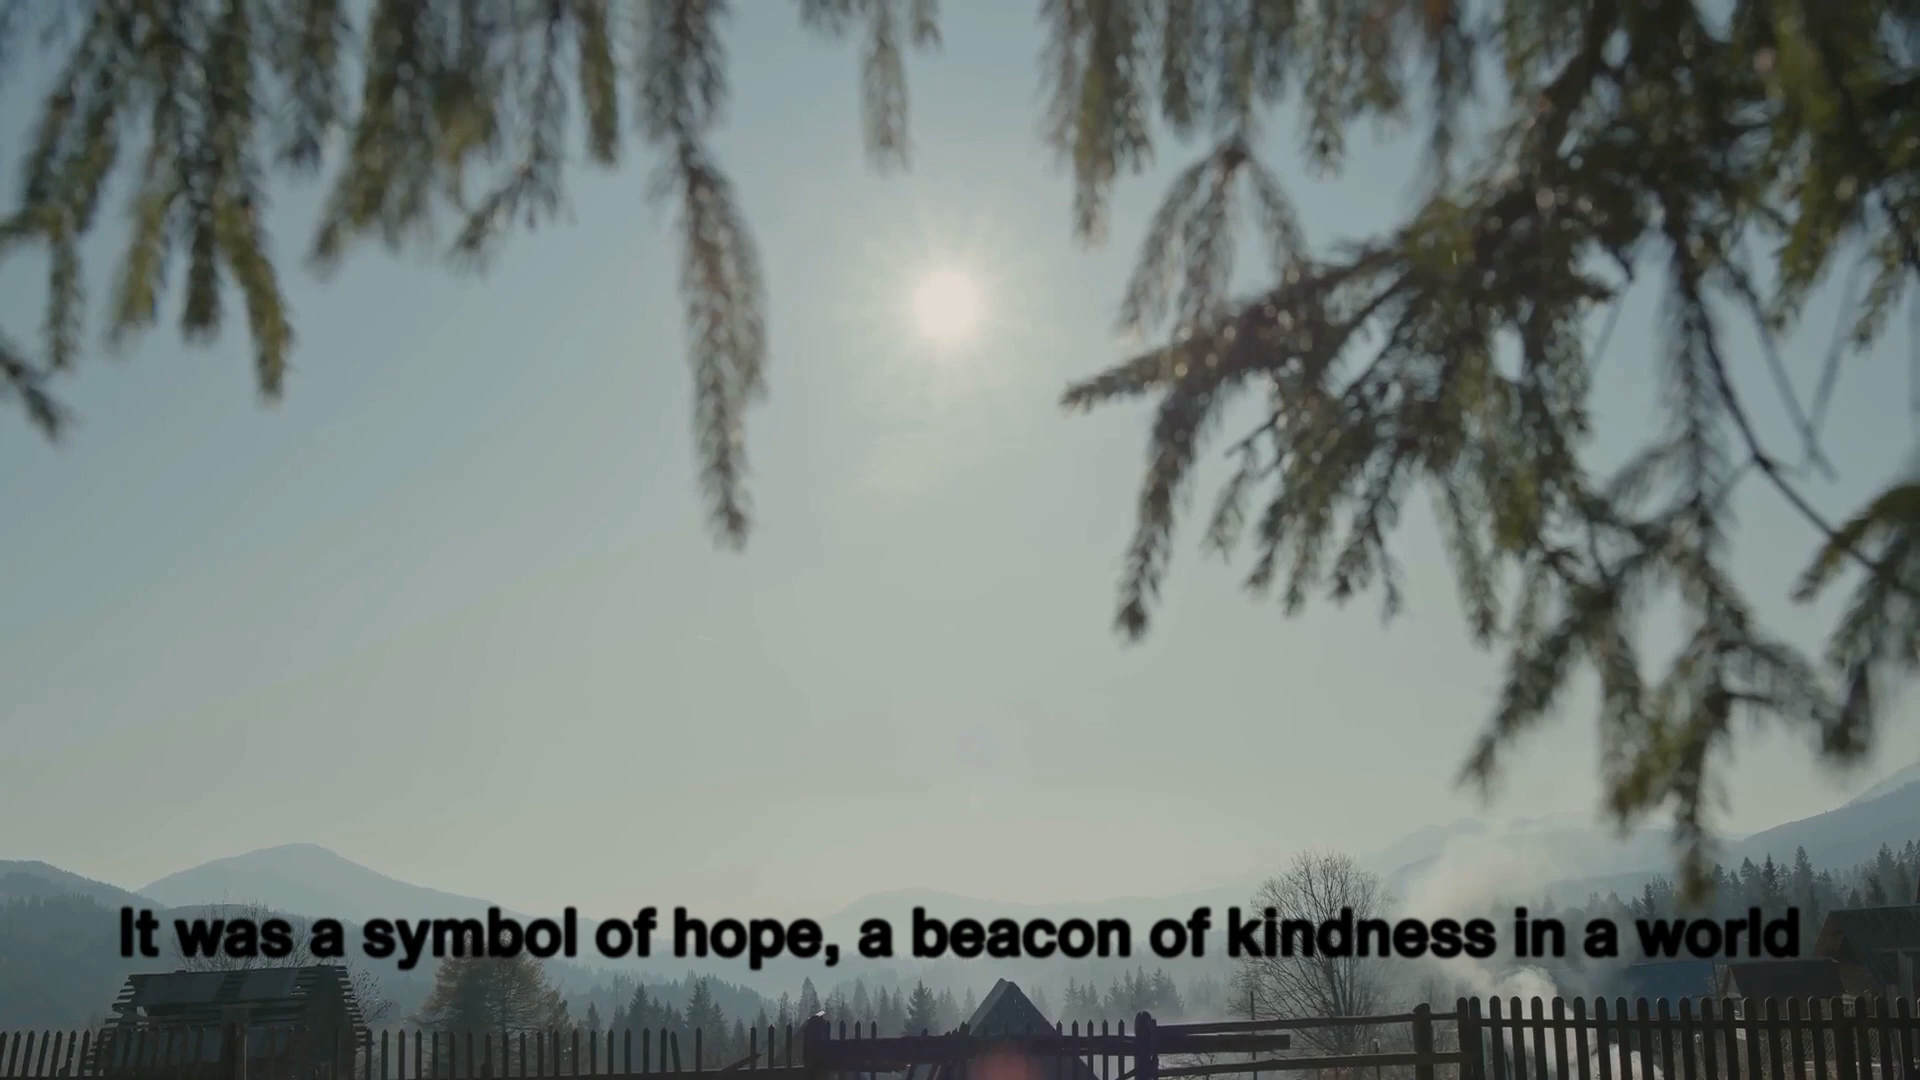 It was a symbol of hope, a beacon of kindness in a world